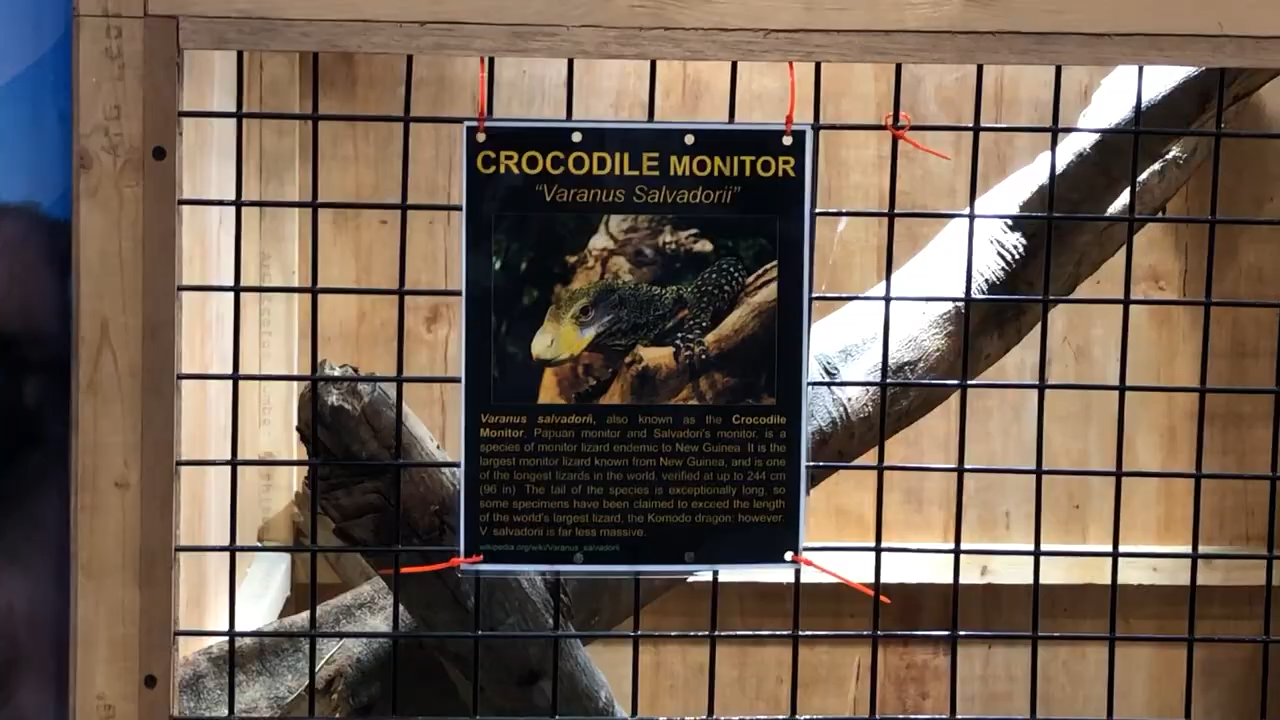 CROCODILE MONITOR
“Varanus Salvadorii”
Varanus salvadorii, also known as the Crocodile
Monitor, Papuan monitor and Salvadori's monitor, is a
species of monitor lizard endemic to New Guinea. It is the
largest monitor lizard known from New Guinea, and is one
of the longest lizards in the world, verified at up to 244 cm
(96 in). The tail of the species is exceptionally long, so
some specimens have been claimed to exceed the length
of the world's largest lizard, the Komodo dragon; however,
V. salvadorii is far less massive.
wikipedia.org/wiki/Varanus_salvadorii